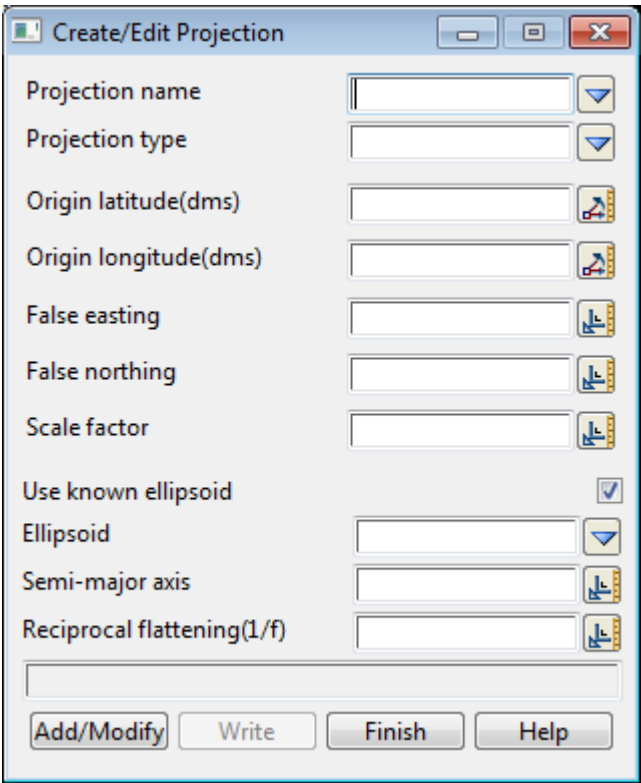 Create/Edit Projection
Projection name
Projection type
Origin latitude(dms)
Origin longitude(dms)
False easting
False northing
Scale factor
Use known ellipsoid
Ellipsoid
Semi-major axis
Reciprocal flattening(1/f)
Add/Modify Write Finish Help